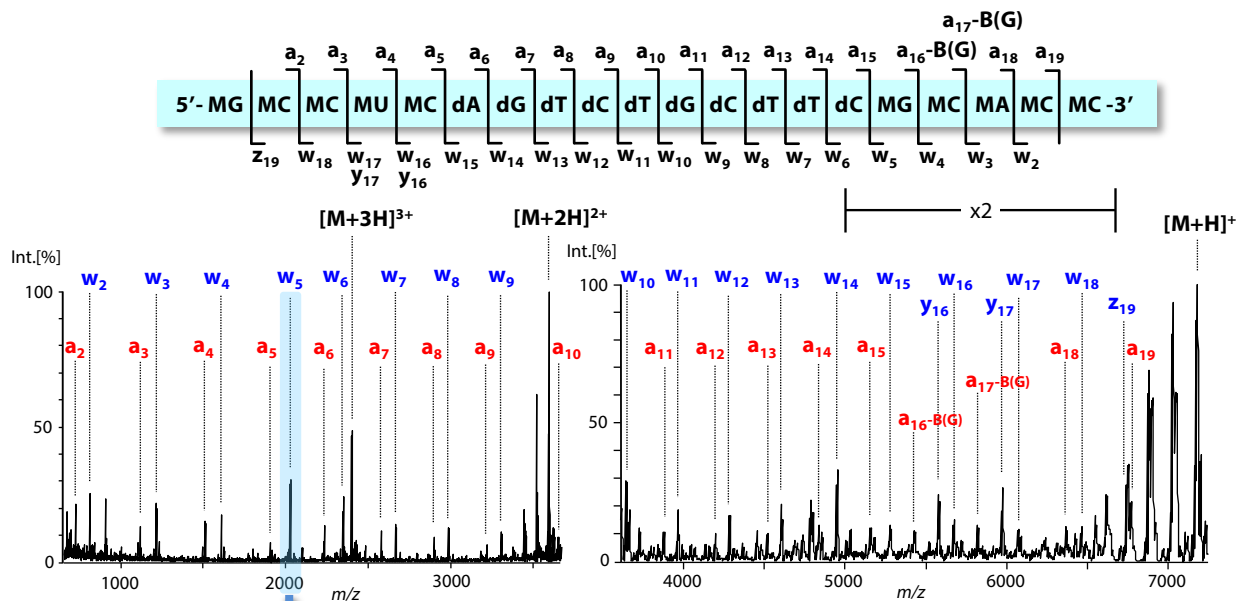 a17-B(G)
a2 a3 a4 a5 a6 a7 a8 a9 a10 a11 a12 a13 a14 a15 a16-B(G) a18 a19
5′- MG MC MC MU MC dA dG dT dC dT dG dC dT dT dC MG MC MA MC MC -3′
z19 w18 w17 w16 w15 w14 w13 w12 w11 w10 w9 w8 w7 w6 w5 w4 w3 w2
y17 y16
x2
[M+3H]3+ [M+2H]2+ [M+H]+
Int.[%]
w2 w3 w4 w5 w6 w7 w8 w9
100
a2 a3 a4 a5 a6 a7 a8 a9 a10
50
0
1000 2000 3000
m/z
Int.[%]
w10 w11 w12 w13 w14 w15 w16 w17 w18
y16 y17 z19
100
a11 a12 a13 a14 a15 a18 a19
a17-B(G)
a16-B(G)
50
0
4000 5000 6000 7000
m/z